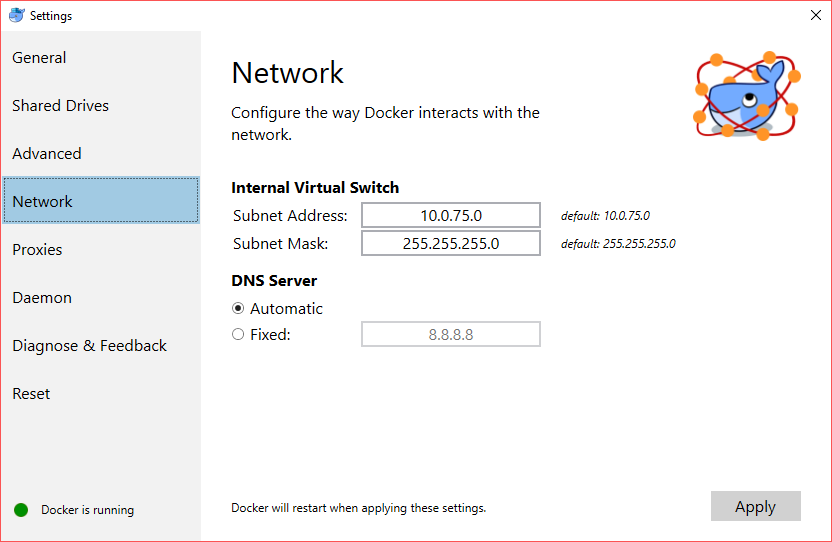 Settings
General
Shared Drives
Advanced
Network
Proxies
Daemon
Diagnose & Feedback
Reset
Docker is running
Network
Configure the way Docker interacts with the
network.
Internal Virtual Switch
Subnet Address: 10.0.75.0 default: 10.0.75.0
Subnet Mask: 255.255.255.0 default: 255.255.255.0
DNS Server
Automatic
Fixed: 8.8.8.8
Docker will restart when applying these settings.
Apply